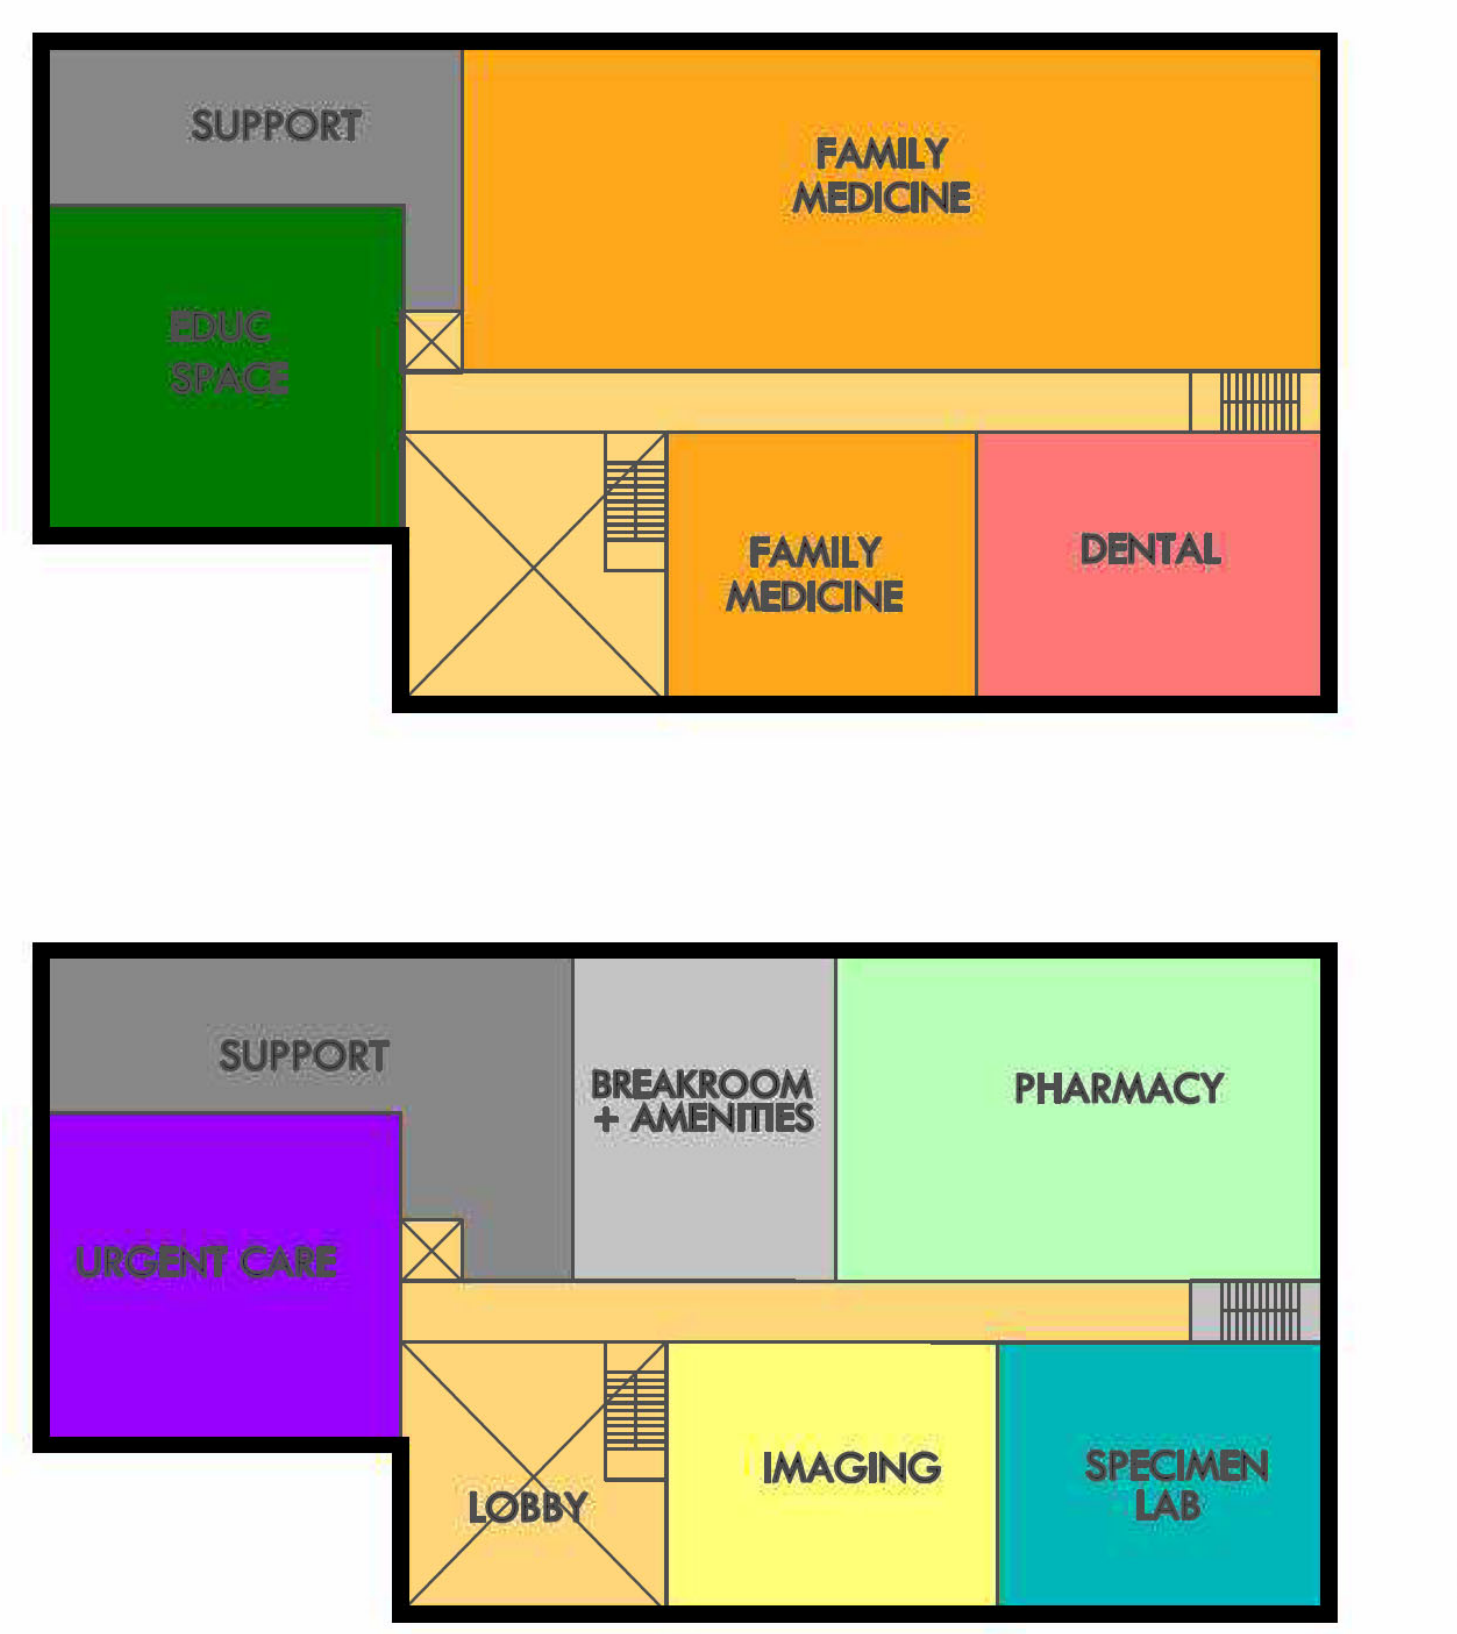 SUPPORT
FAMILY
MEDICINE
EDUC
SPACE
FAMILY
MEDICINE
DENTAL
SUPPORT
BREAKROOM
+ AMENITIES
PHARMACY
URGENT CARE
LOBBY
IMAGING
SPECIMEN
LAB